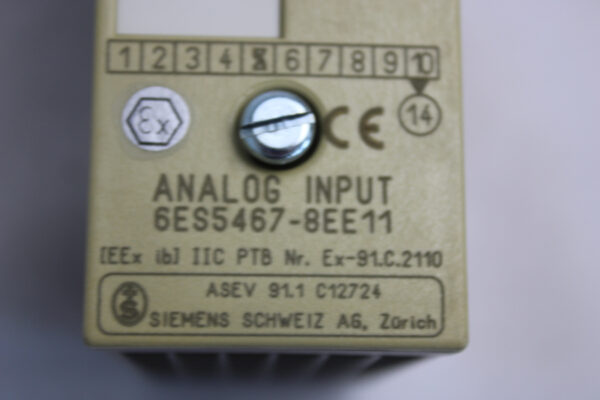 1 2 3 4 5 6 7 8 9 10
Ex CE 14
ANALOG INPUT
6ES5467-8EE11
[EEx ib] IIC PTB Nr. Ex-91.C.2110
ASEV 91.1 C12724
SIEMENS SCHWEIZ AG, Zürich